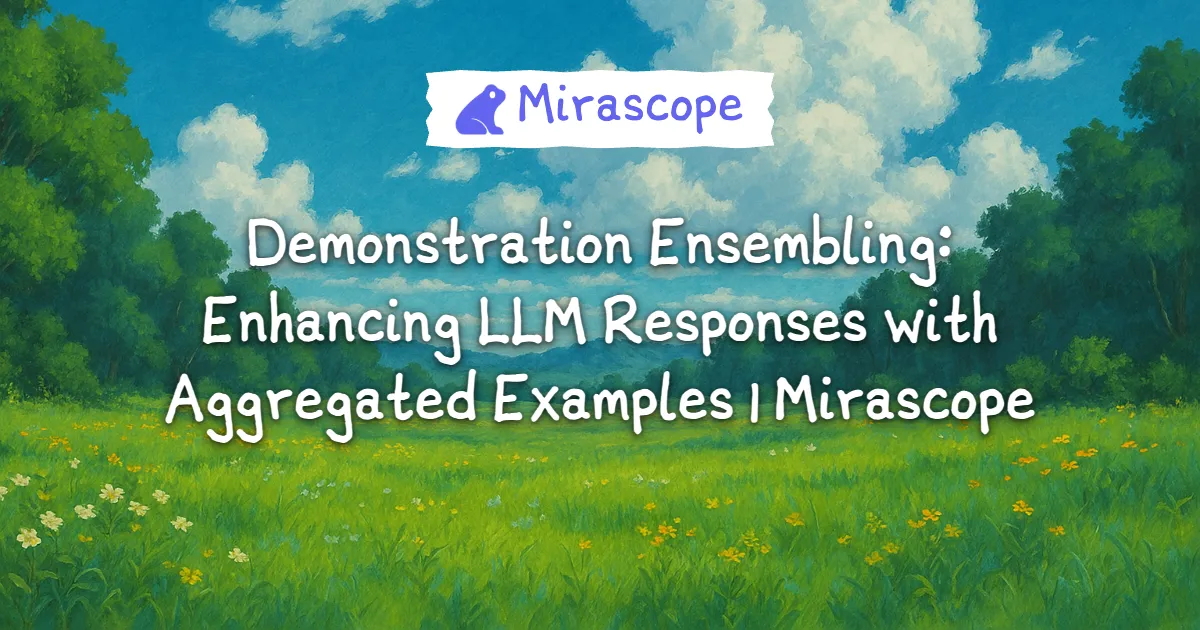 Mirascope
Demonstration Ensembling:
Enhancing LLM Responses with
Aggregated Examples | Mirascope